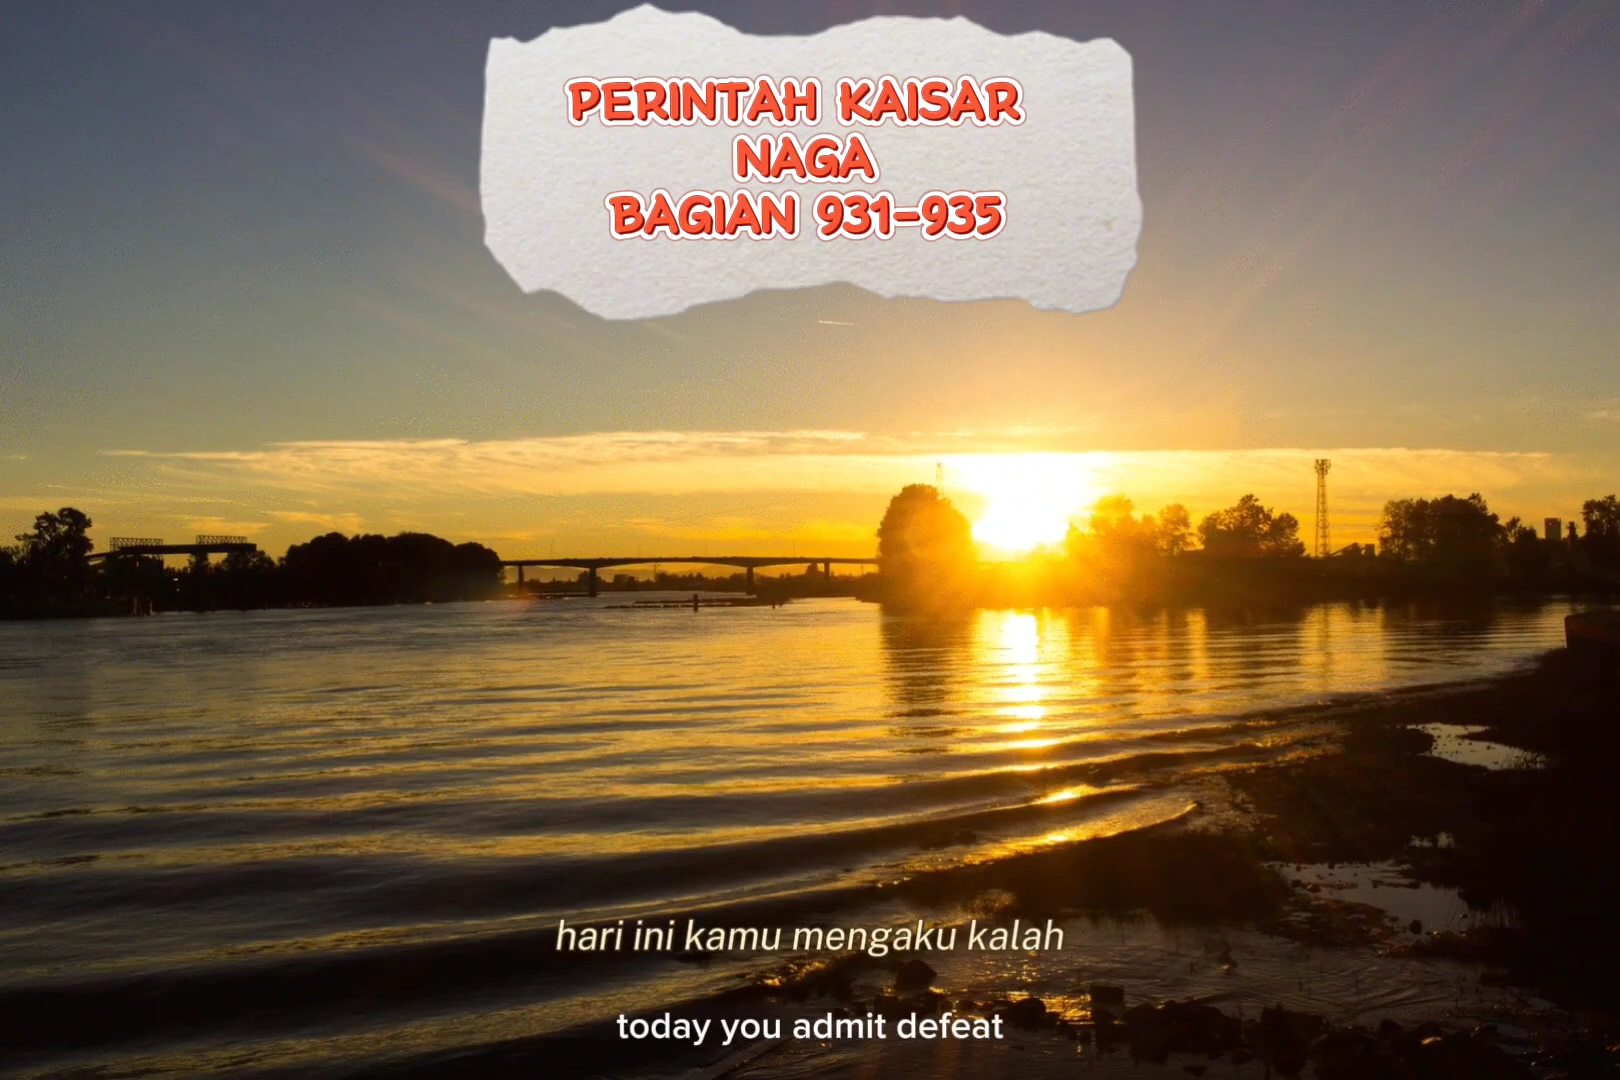 PERINTAH KAISAR
NAGA
BAGIAN 931-935
hari ini kamu mengaku kalah
today you admit defeat